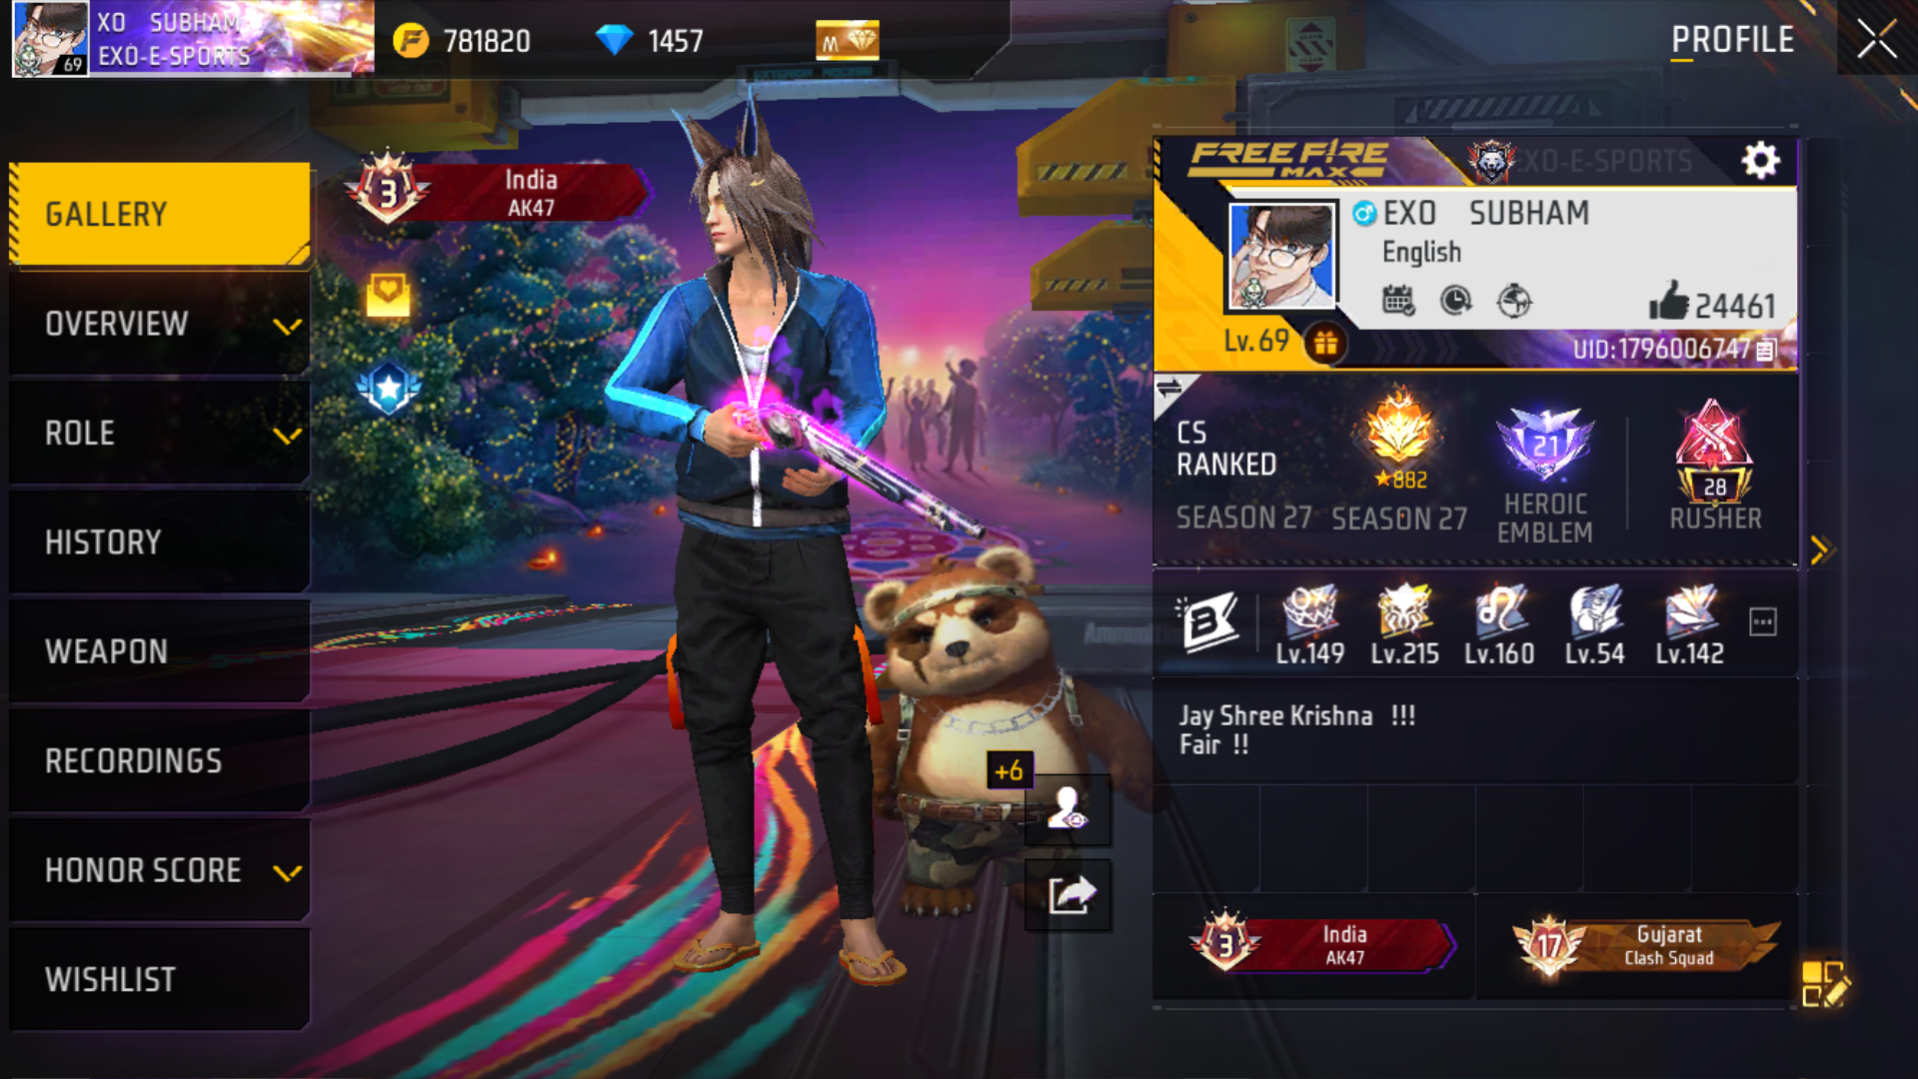 XO SUBHAM
EXO-E-SPORTS
69
781820
1457
M
PROFILE
GALLERY
OVERVIEW
ROLE
HISTORY
WEAPON
RECORDINGS
HONOR SCORE
WISHLIST
3
India
AK47
+6
FREE FIRE
MAX
EXO-E-SPORTS
EXO SUBHAM
English
24461
Lv.69
UID:1796006747
CS
RANKED
SEASON 27
★882
SEASON 27
21
HEROIC
EMBLEM
28
RUSHER
B
Lv.149
Lv.215
Lv.160
Lv.54
Lv.142
Jay Shree Krishna !!!
Fair !!
3
India
AK47
17
Gujarat
Clash Squad